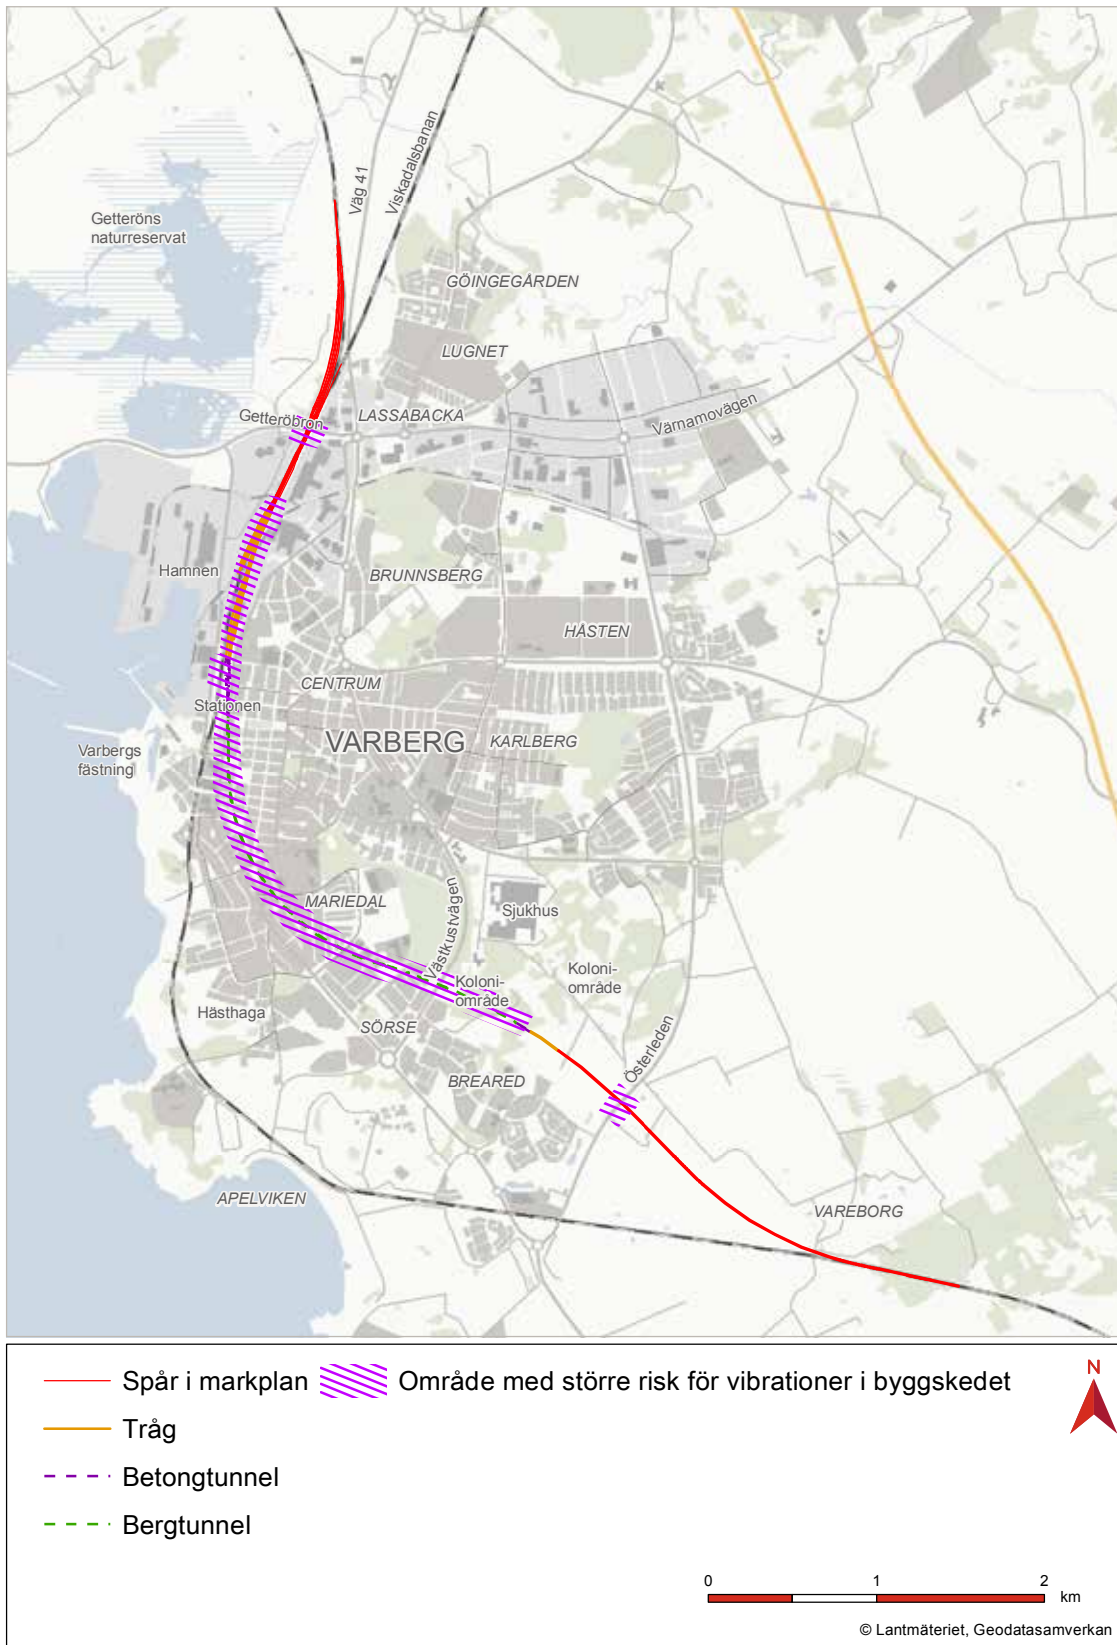 Väg 41
Viskadalsbanan
Getteröns
naturreservat
GÖINGEGÅRDEN
LUGNET
Getteröbron
LASSABACKA
Värnamovägen
Hamnen
BRUNNSBERG
HÅSTEN
CENTRUM
Stationen
VARBERG
KARLBERG
Varbergs
fästning
MARIEDAL
Västkustvägen
Sjukhus
Koloni-
område
Koloni-
område
Hästhaga
SÖRSE
Österleden
BREARED
APELVIKEN
VAREBORG
Spår i markplan
Område med större risk för vibrationer i byggskedet
N
Tråg
Betongtunnel
Bergtunnel
0 1 2
km
© Lantmäteriet, Geodatasamverkan